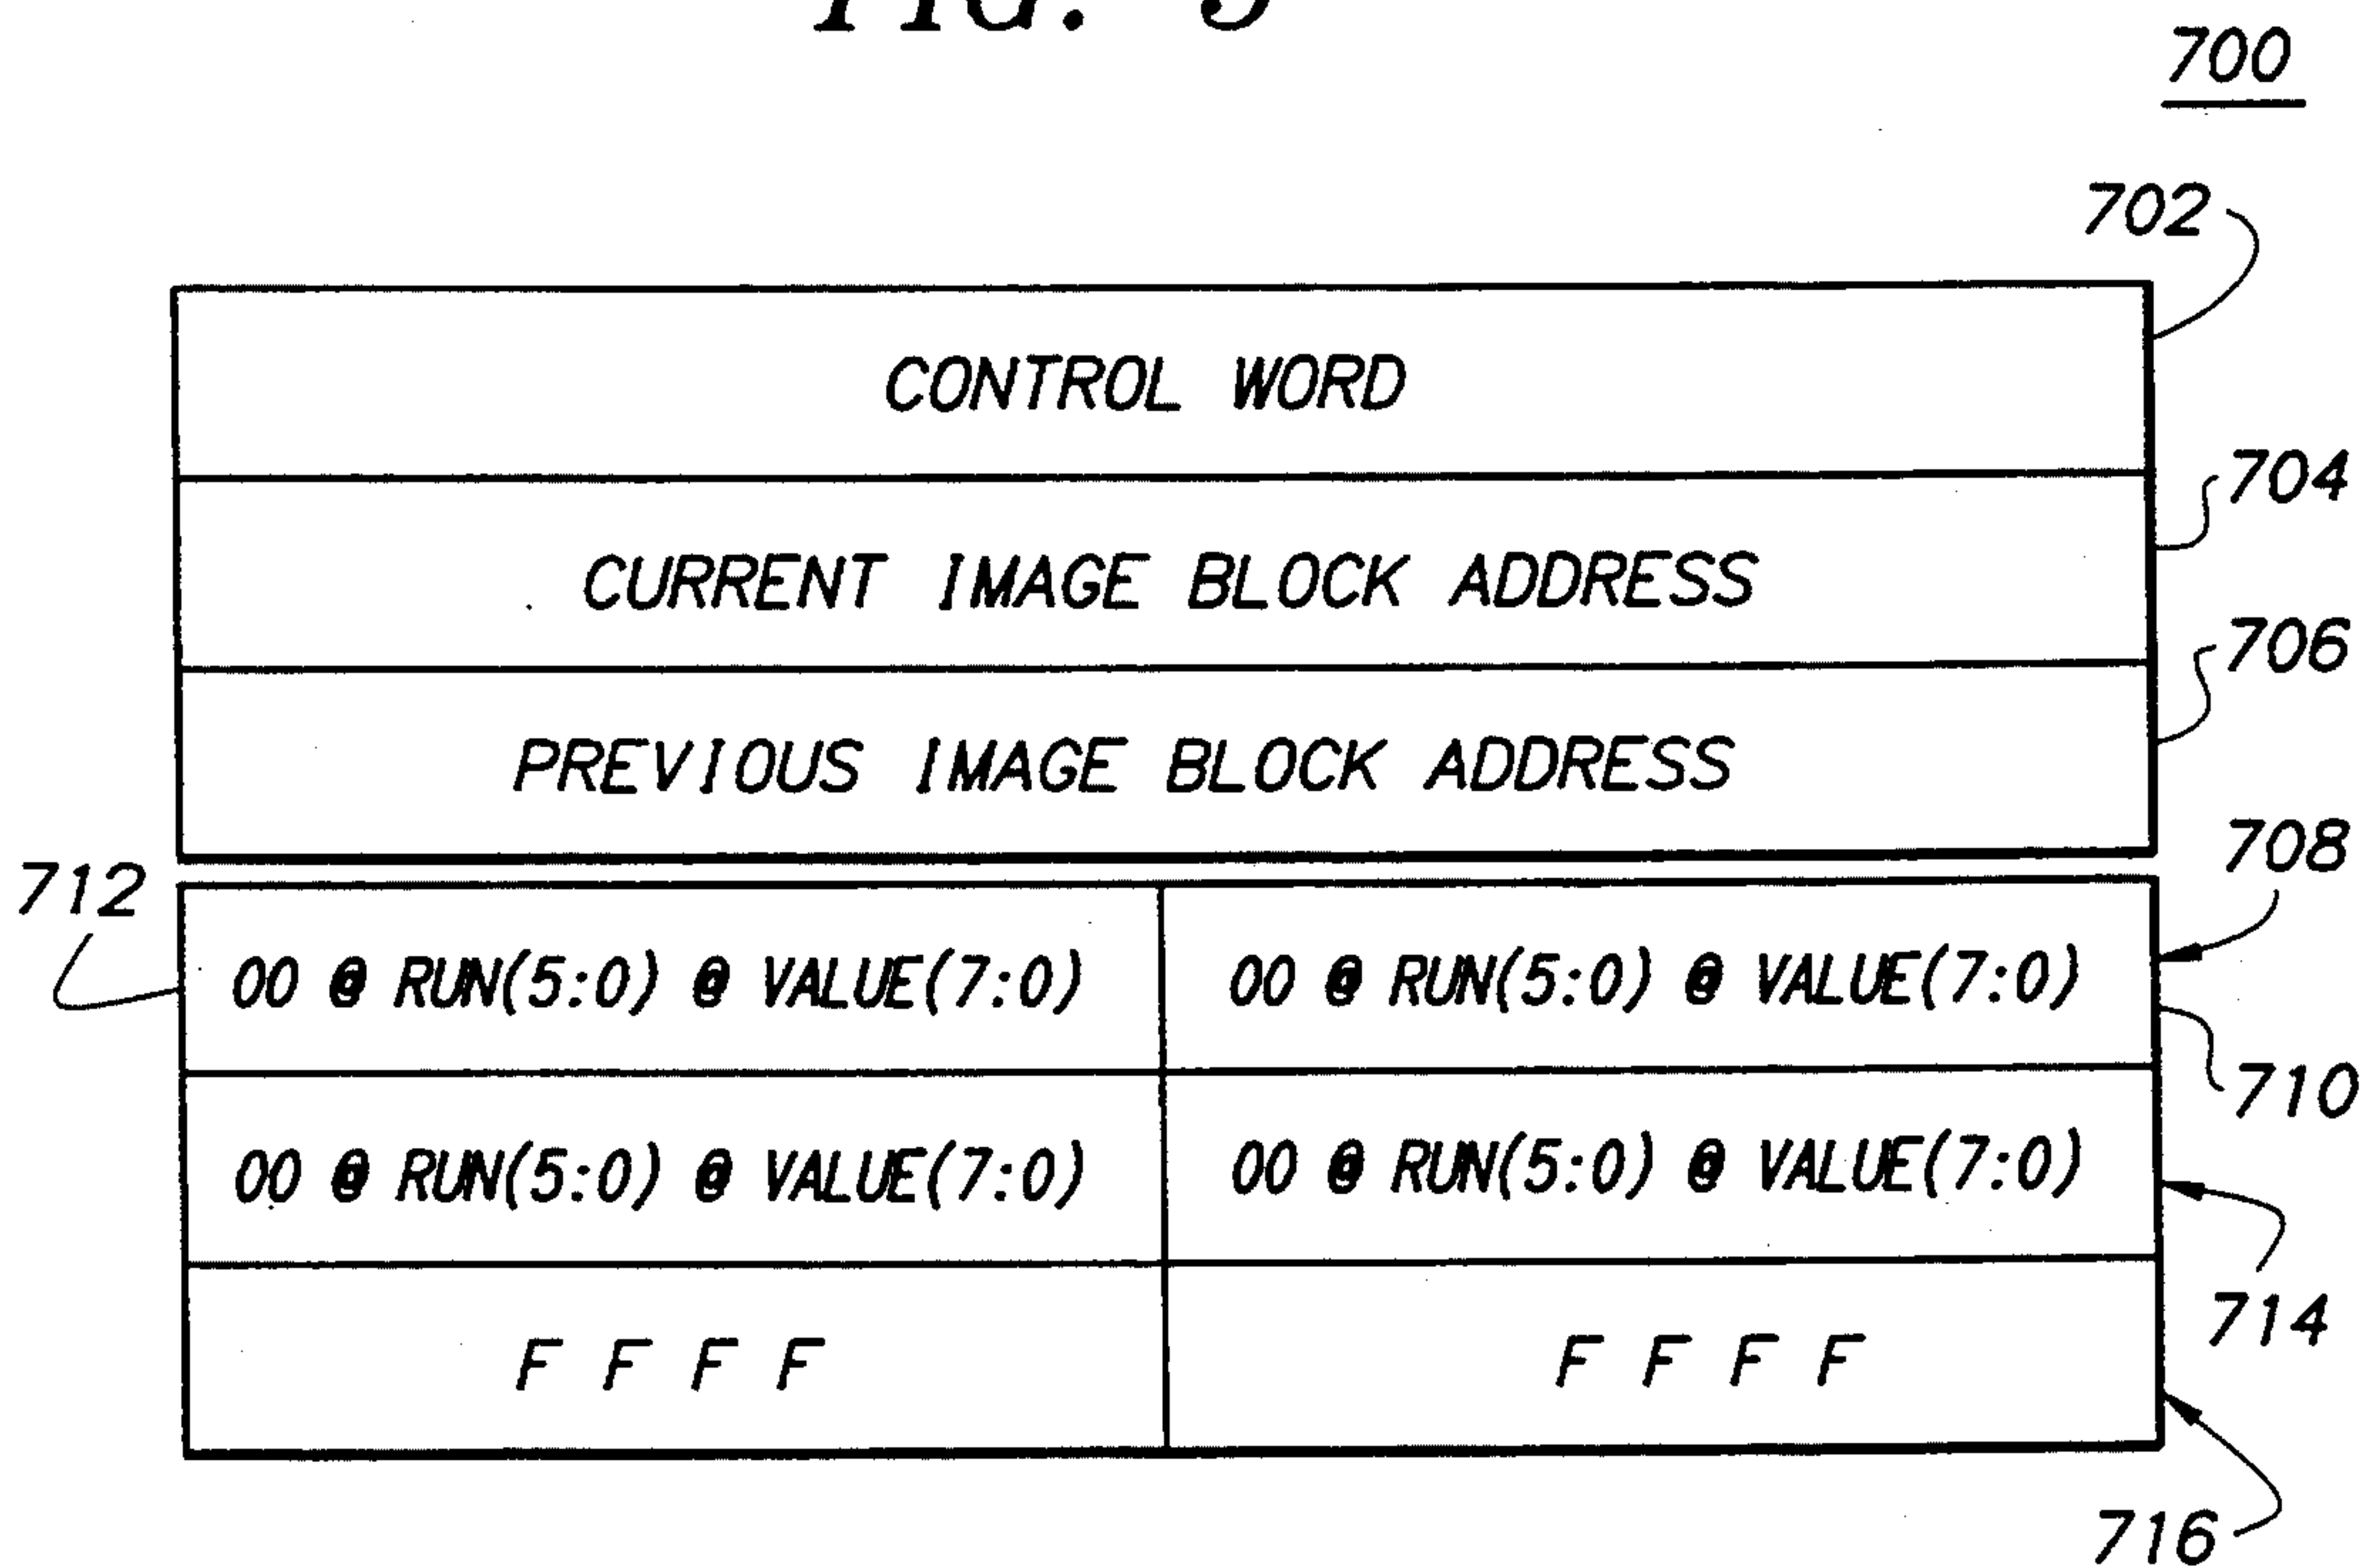 FIG.
700
702
CONTROL WORD
704
CURRENT IMAGE BLOCK ADDRESS
706
PREVIOUS IMAGE BLOCK ADDRESS
708
712
00 @ RUN(5:0) @ VALUE(7:0) 00 @ RUN(5:0) @ VALUE(7:0)
710
00 @ RUN(5:0) @ VALUE(7:0) 00 @ RUN(5:0) @ VALUE(7:0)
714
F F F F F F F F
716